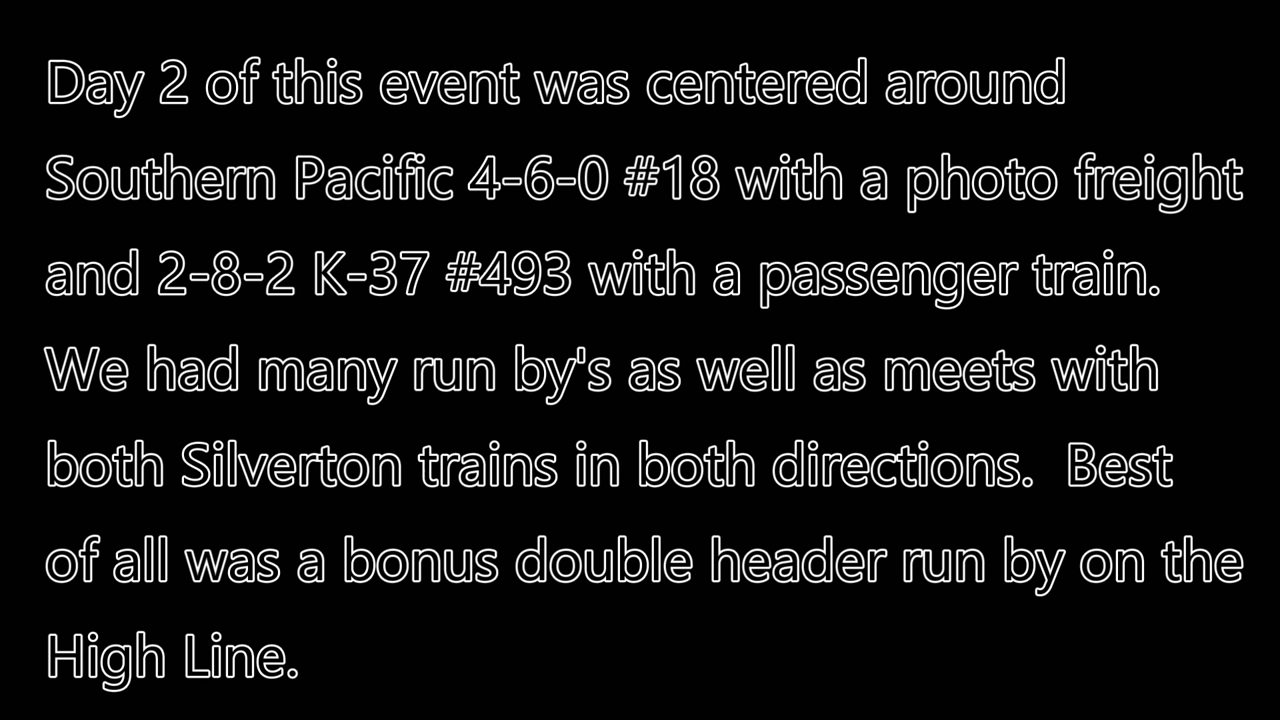 Day 2 of this event was centered around
Southern Pacific 4-6-0 #18 with a photo freight
and 2-8-2 K-37 #493 with a passenger train.
We had many run by's as well as meets with
both Silverton trains in both directions.  Best
of all was a bonus double header run by on the
High Line.